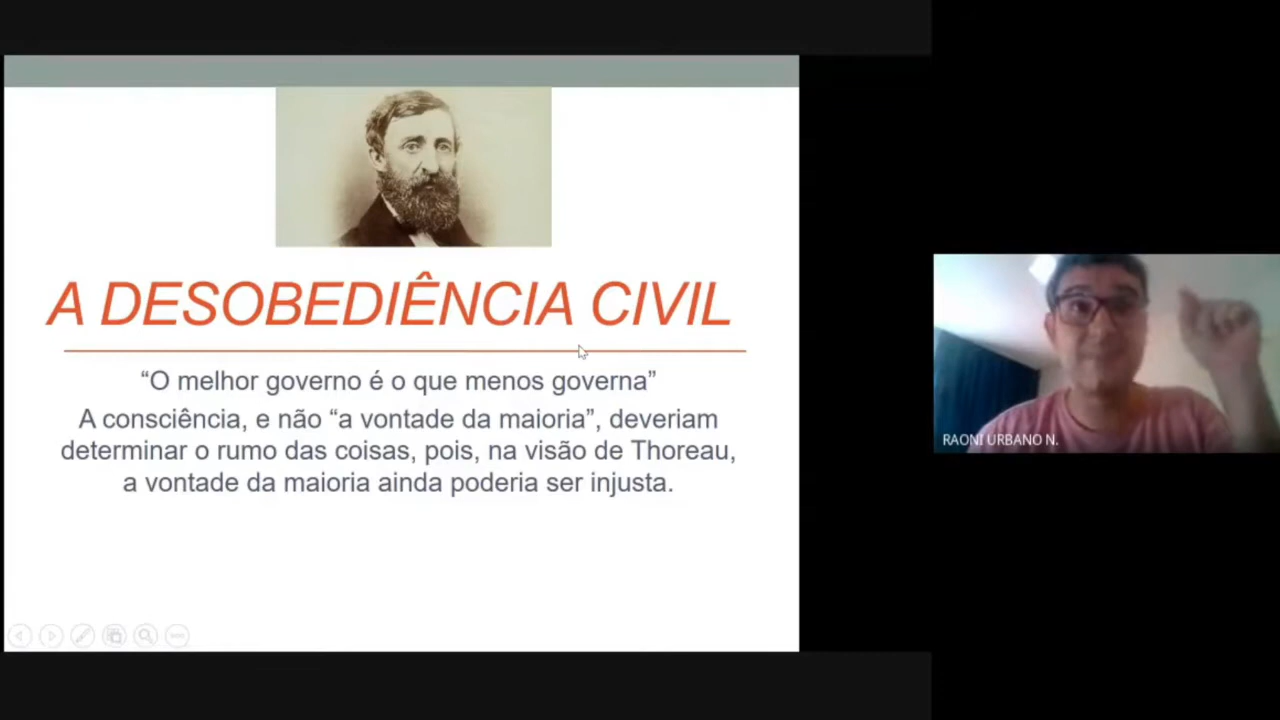 A DESOBEDIÊNCIA CIVIL
“O melhor governo é o que menos governa”
A consciência, e não “a vontade da maioria”, deveriam
determinar o rumo das coisas, pois, na visão de Thoreau,
a vontade da maioria ainda poderia ser injusta.
RAONI URBANO N.